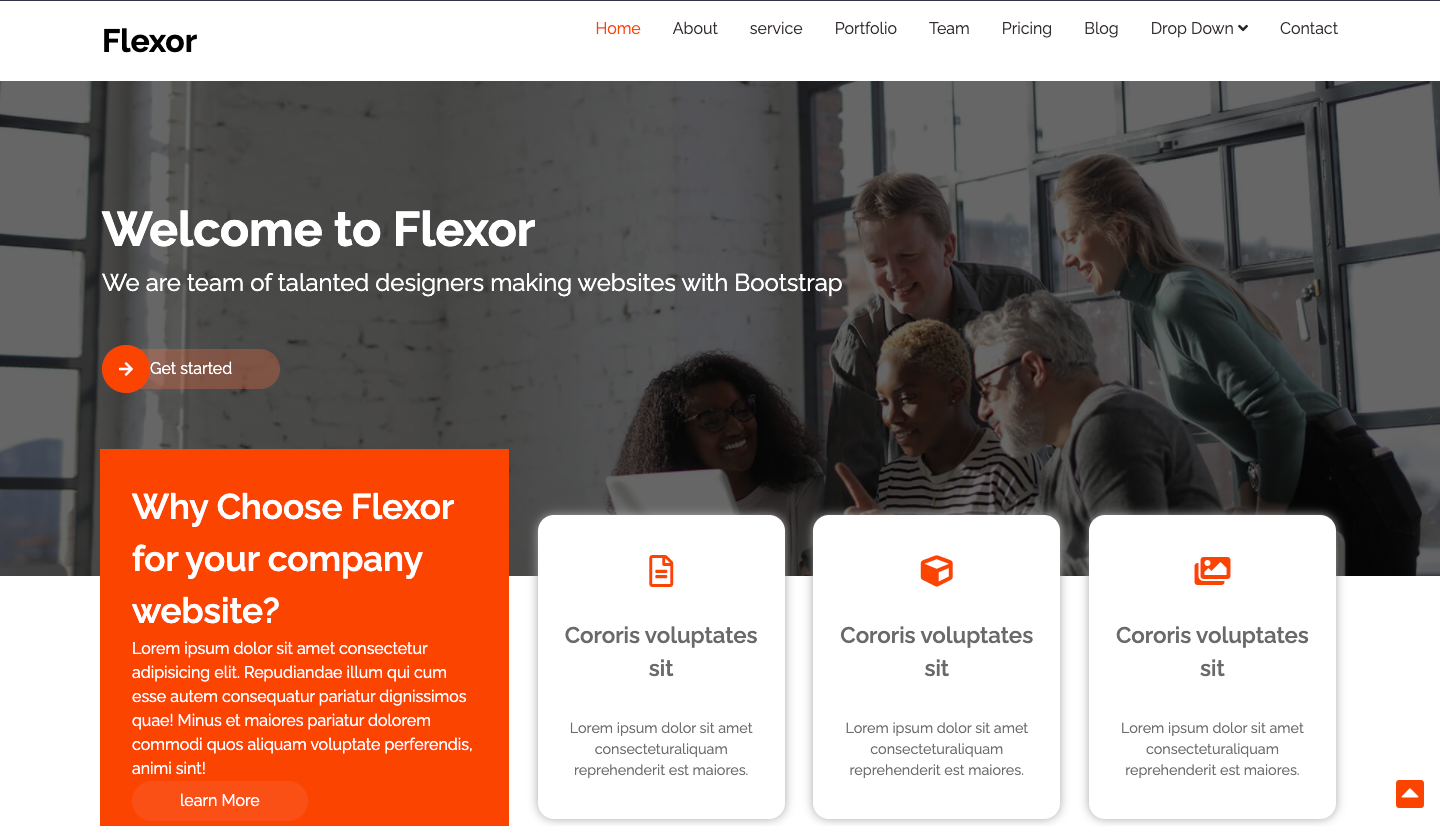 Flexor
Home About service Portfolio Team Pricing Blog Drop Down Contact
Welcome to Flexor
We are team of talanted designers making websites with Bootstrap
Get started
Why Choose Flexor
for your company
website?
Lorem ipsum dolor sit amet consectetur
adipisicing elit. Repudiandae illum qui cum
esse autem consequatur pariatur dignissimos
quae! Minus et maiores pariatur dolorem
commodi quos aliquam voluptate perferendis,
animi sint!
learn More
Cororis voluptates
sit
Lorem ipsum dolor sit amet
consecteturaliquam
reprehenderit est maiores.
Cororis voluptates
sit
Lorem ipsum dolor sit amet
consecteturaliquam
reprehenderit est maiores.
Cororis voluptates
sit
Lorem ipsum dolor sit amet
consecteturaliquam
reprehenderit est maiores.